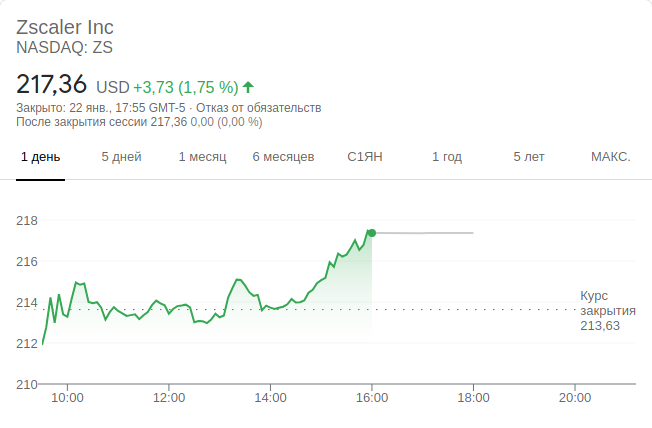 Zscaler Inc
NASDAQ: ZS
217,36 USD +3,73 (1,75 %)
Закрыто: 22 янв., 17:55 GMT-5 · Отказ от обязательств
После закрытия сессии 217,36 0,00 (0,00 %)
1 день 5 дней 1 месяц 6 месяцев С1ЯН 1 год 5 лет МАКС.
218
216
214
212
210
Курс
закрытия
213,63
10:00 12:00 14:00 16:00 18:00 20:00